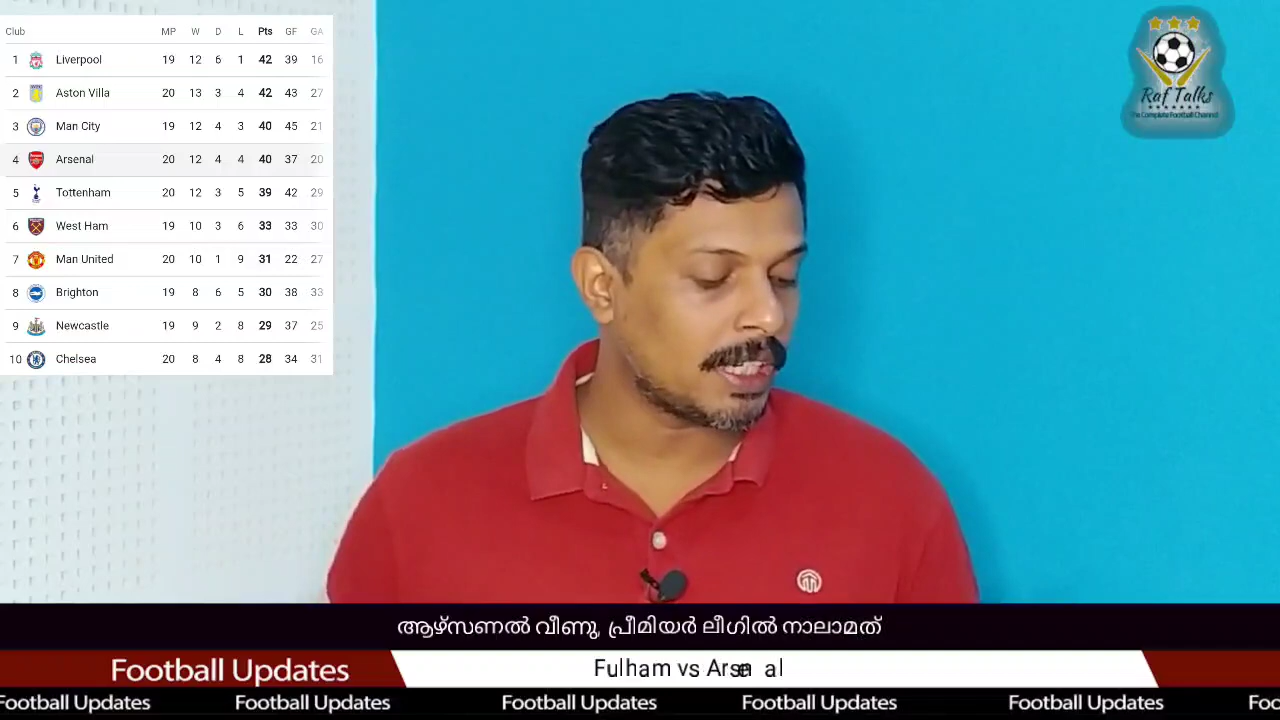 Club MP W D L Pts GF GA
1 Liverpool 19 12 6 1 42 39 16
2 Aston Villa 20 13 3 4 42 43 27
3 Man City 19 12 4 3 40 45 21
4 Arsenal 20 12 4 4 40 37 20
5 Tottenham 20 12 3 5 39 42 29
6 West Ham 19 10 3 6 33 33 30
7 Man United 20 10 1 9 31 22 27
8 Brighton 19 8 6 5 30 38 33
9 Newcastle 19 9 2 8 29 37 25
10 Chelsea 20 8 4 8 28 34 31
Raf Talks
The Complete Football Channel
ആഴ്സണൽ വീണു, പ്രീമിയർ ലീഗിൽ നാലാമത്
Football Updates
Fulham vs Arsenal
Football Updates Football Updates Football Updates Football Updates Football Updates Foo